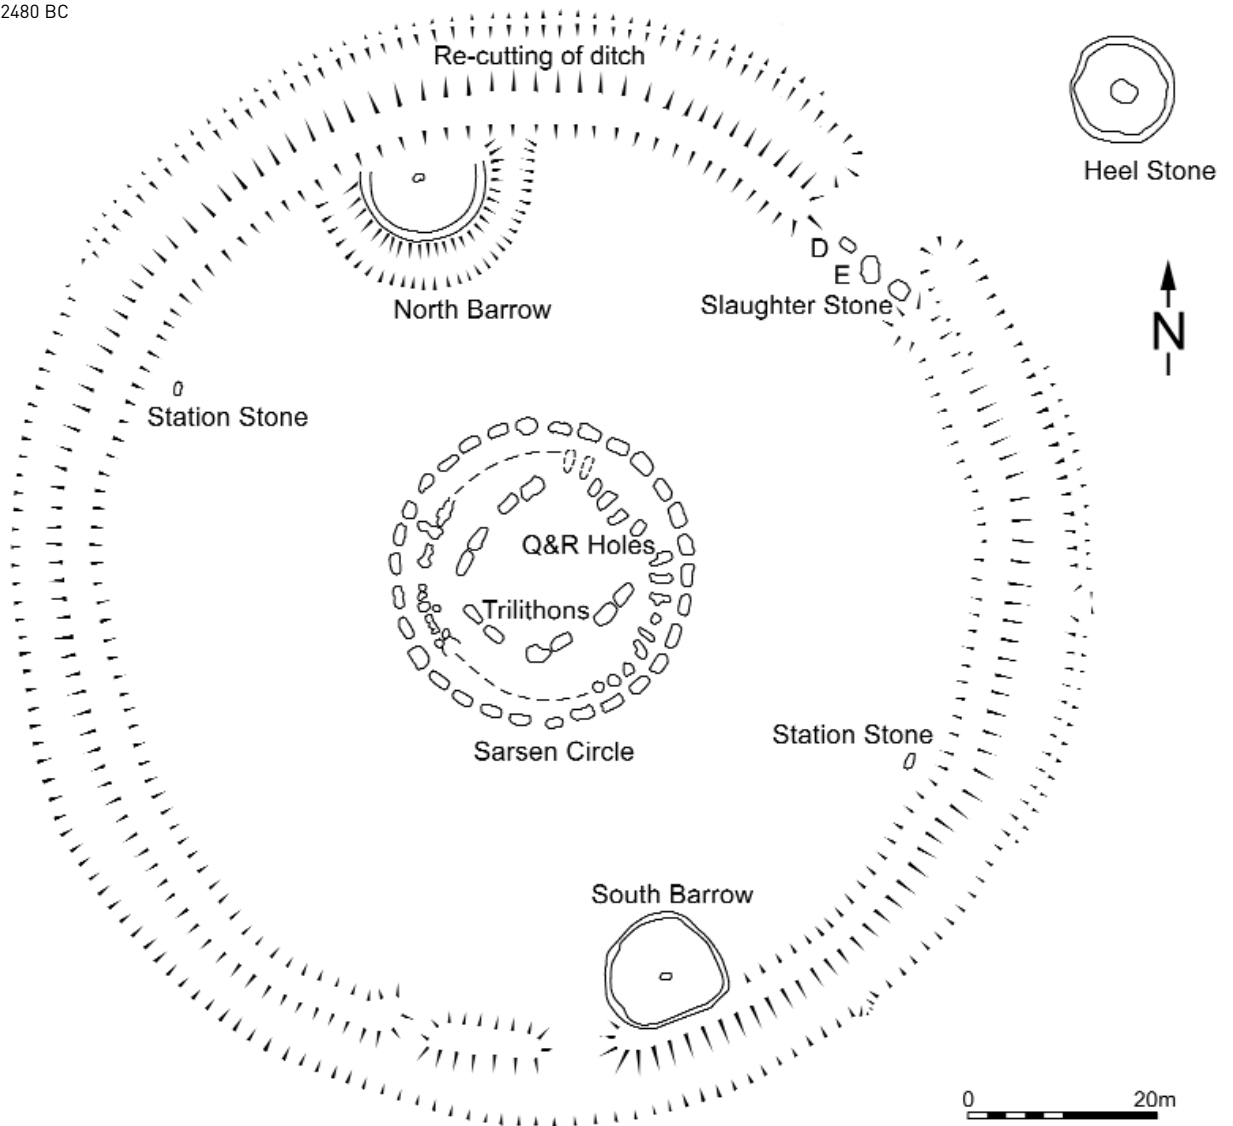 2480 BC
Re-cutting of ditch
Heel Stone
D
E
Slaughter Stone
North Barrow
N
Station Stone
Q&R Holes
Trilithons
Sarsen Circle
Station Stone
South Barrow
0 20m